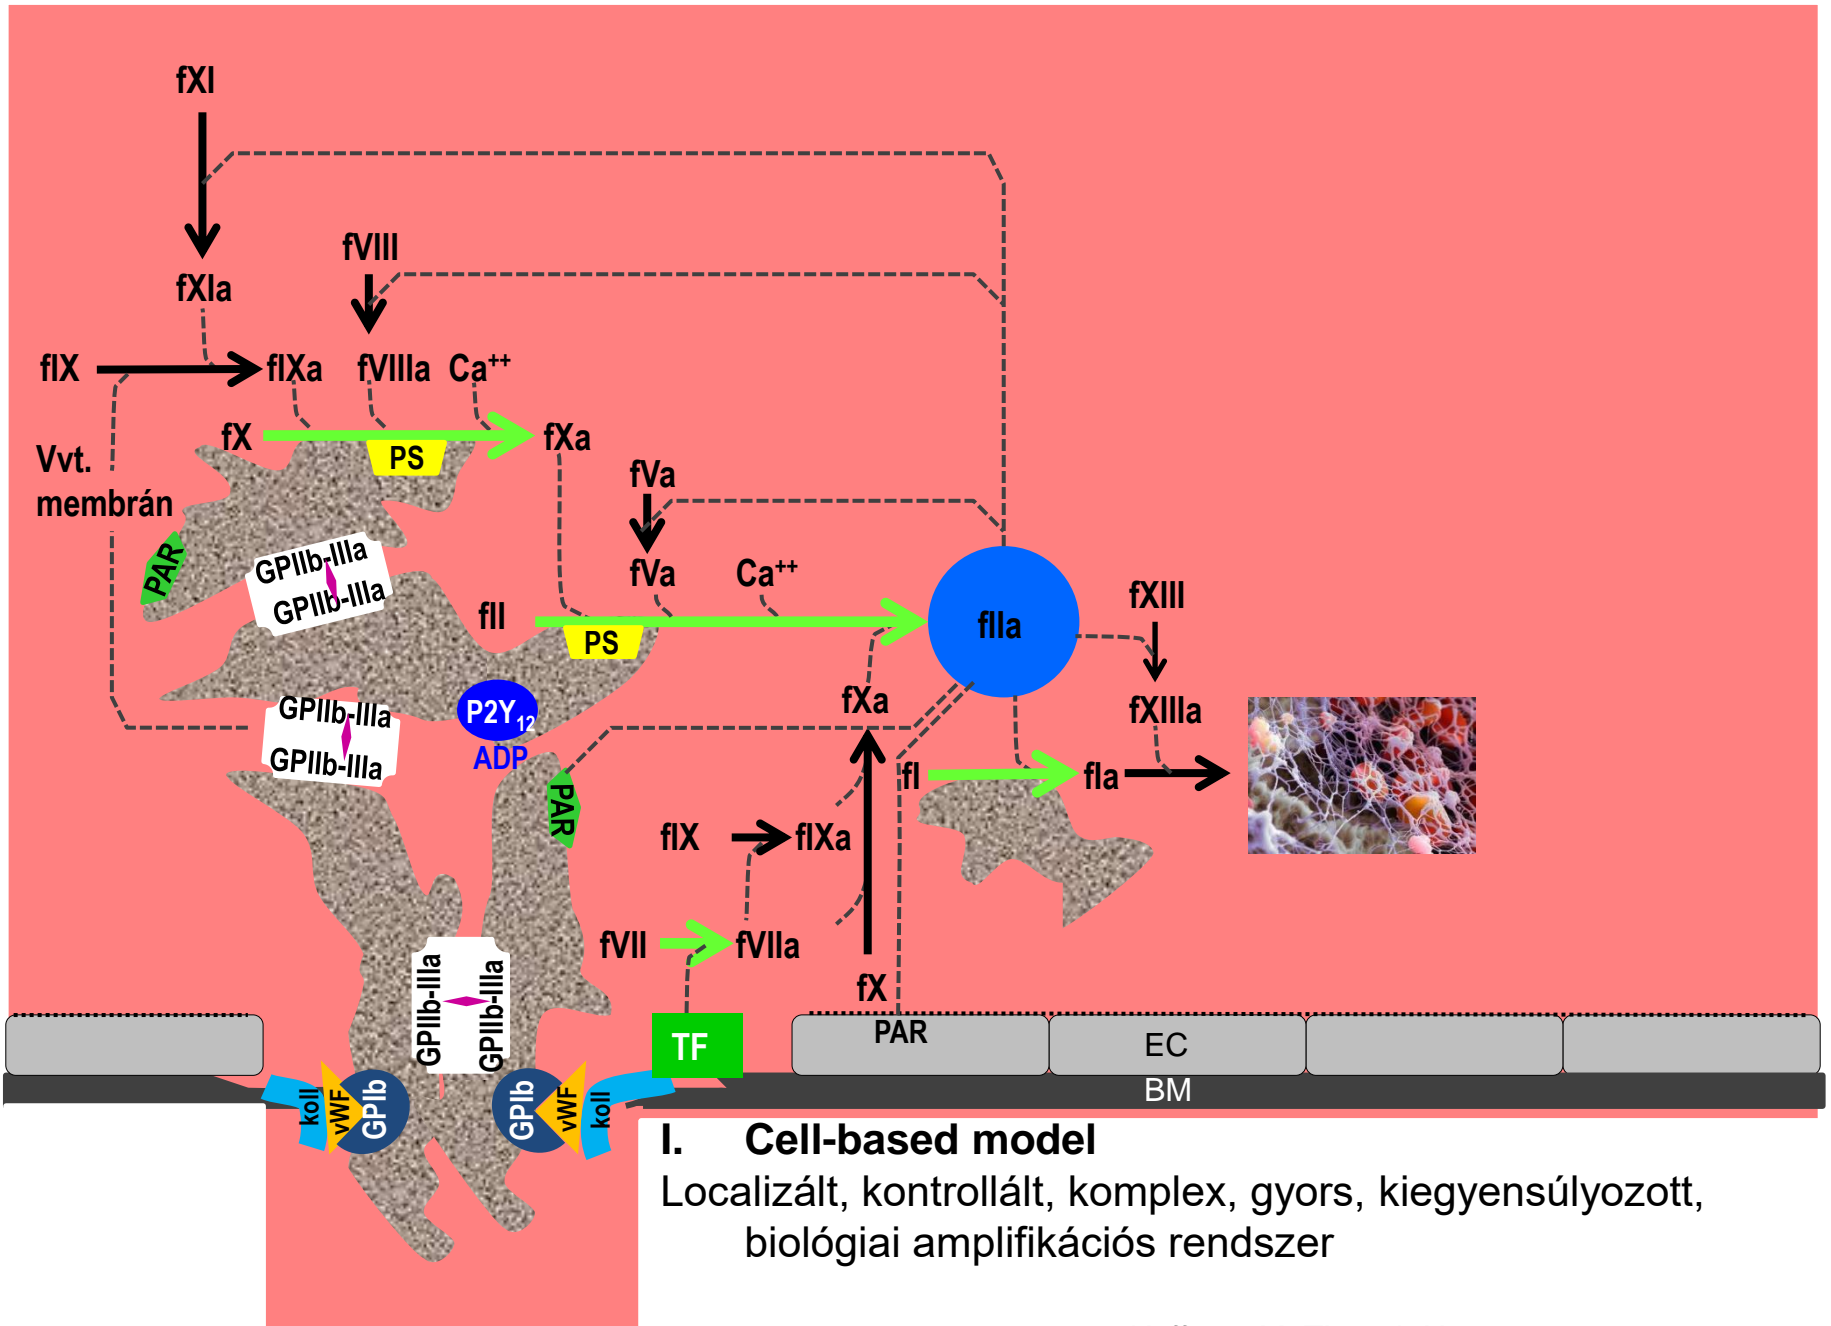 fXI
fVIII
fXIa
fIX fIXa fVIIIa Ca++
fX fXa
PS
Vvt.
membrán
fVa
PAR
GPIIb-IIIa
GPIIb-IIIa
fVa Ca++
fII fIIa
fXIII
PS
GPIIb-IIIa
GPIIb-IIIa
P2Y12
ADP
fXa
fXIIIa
fI fIa
PAR
fIX fIXa
fVII fVIIa
GPIIb-IIIa
GPIIb-IIIa
fX
TF
PAR
EC
BM
koll
vWF
GPIb
GPIb
vWF
koll
I. Cell-based model
Localizált, kontrollált, komplex, gyors, kiegyensúlyozott,
biológiai amplifikációs rendszer